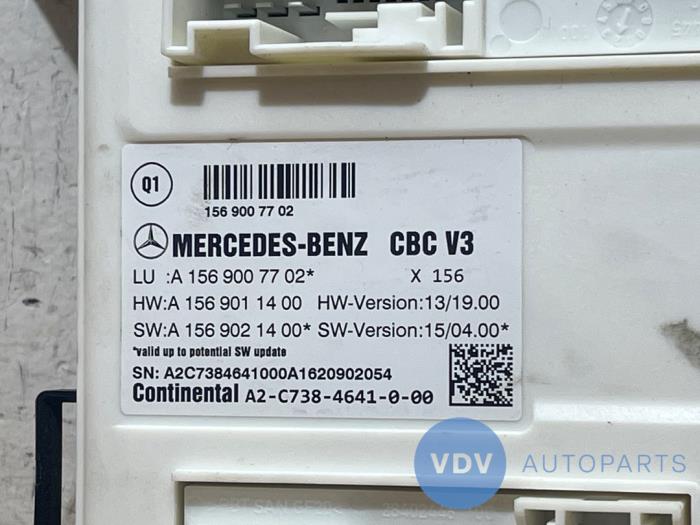 Q1
156 900 77 02
MERCEDES-BENZ CBC V3
LU :A 156 900 77 02* X 156
HW:A 156 901 14 00 HW-Version:13/19.00
SW:A 156 902 14 00* SW-Version:15/04.00*
*valid up to potential SW update
SN: A2C7384641000A1620902054
Continental A2-C738-4641-0-00
VDV AUTOPARTS